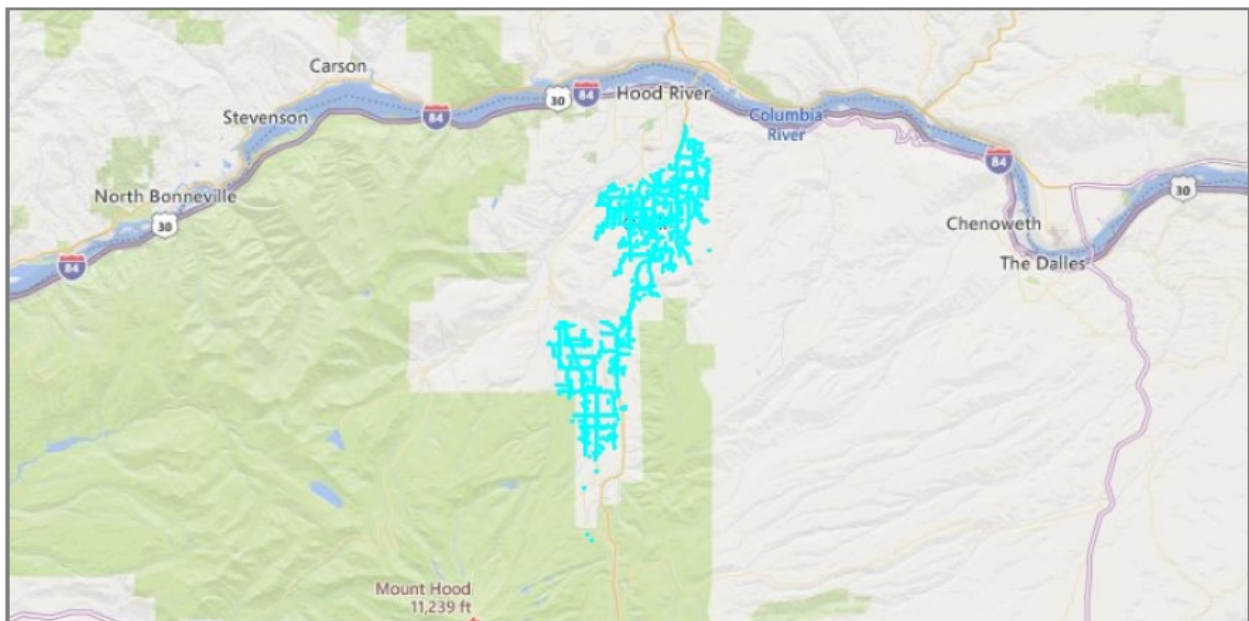 Carson
84
30
84
Hood River
Stevenson
Columbia
River
84
North Bonneville
30
30
Chenoweth
84
The Dalles
Mount Hood
11,239 ft